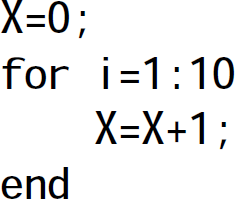 X=0;
for i=1:10
    X=X+1;
end